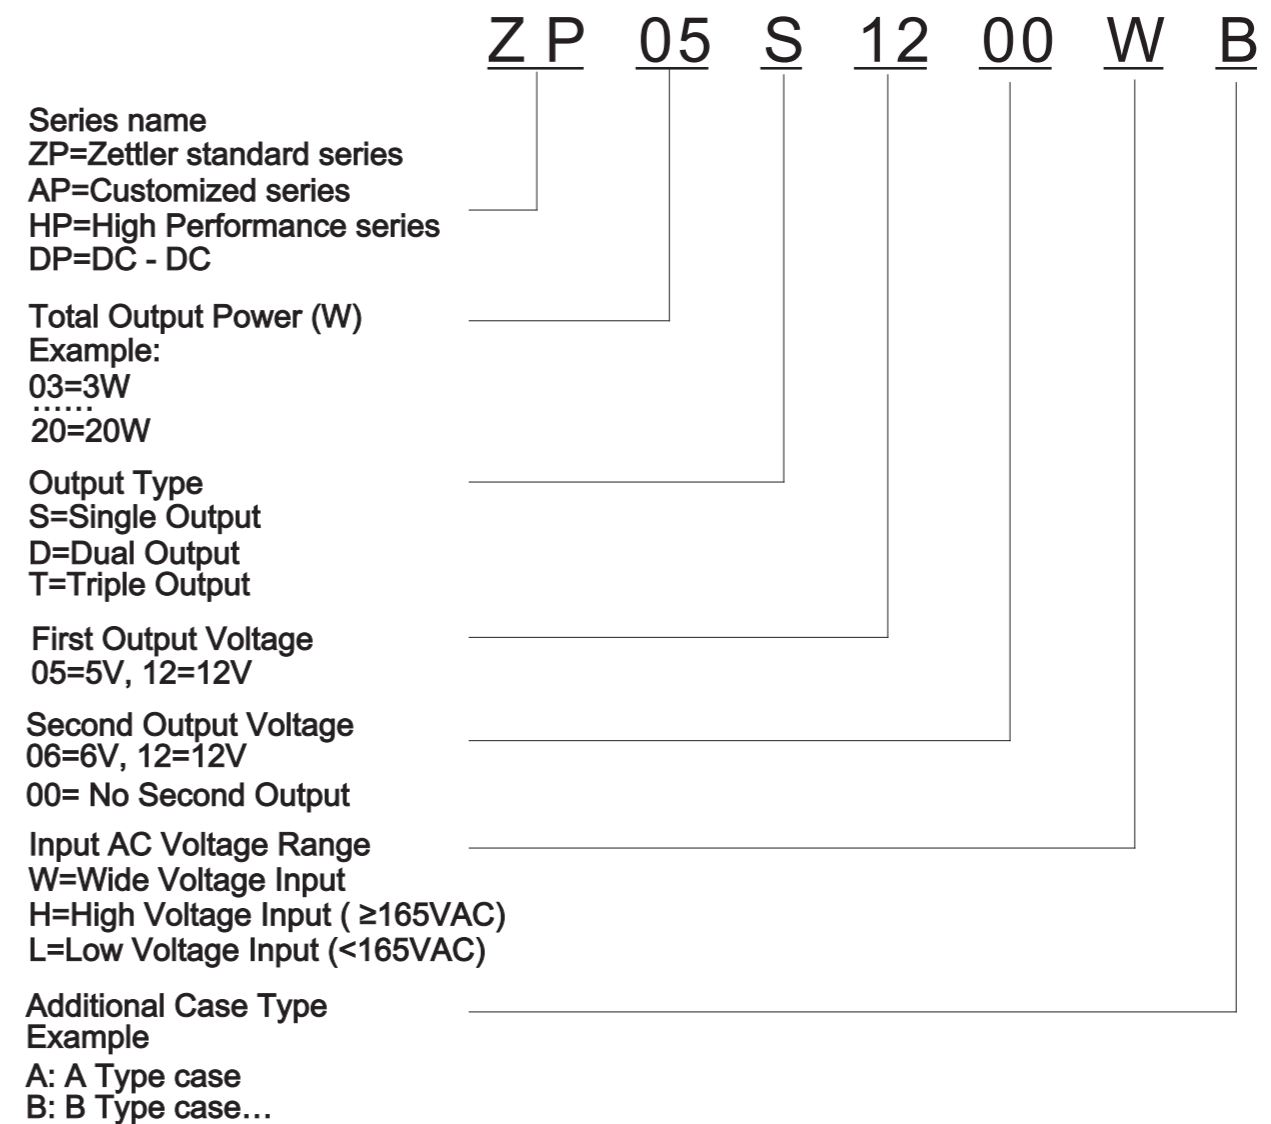 ZP 05 S 12 00 W B
Series name
ZP=Zettler standard series
AP=Customized series
HP=High Performance series
DP=DC - DC
Total Output Power (W)
Example:
03=3W
......
20=20W
Output Type
S=Single Output
D=Dual Output
T=Triple Output
First Output Voltage
05=5V, 12=12V
Second Output Voltage
06=6V, 12=12V
00= No Second Output
Input AC Voltage Range
W=Wide Voltage Input
H=High Voltage Input ( ≥165VAC)
L=Low Voltage Input (<165VAC)
Additional Case Type
Example
A: A Type case
B: B Type case...